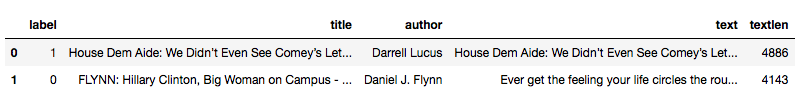 label title author text textlen
0 1 House Dem Aide: We Didn’t Even See Comey’s Let... Darrell Lucus House Dem Aide: We Didn’t Even See Comey’s Let... 4886
1 0 FLYNN: Hillary Clinton, Big Woman on Campus - ... Daniel J. Flynn Ever get the feeling your life circles the rou... 4143